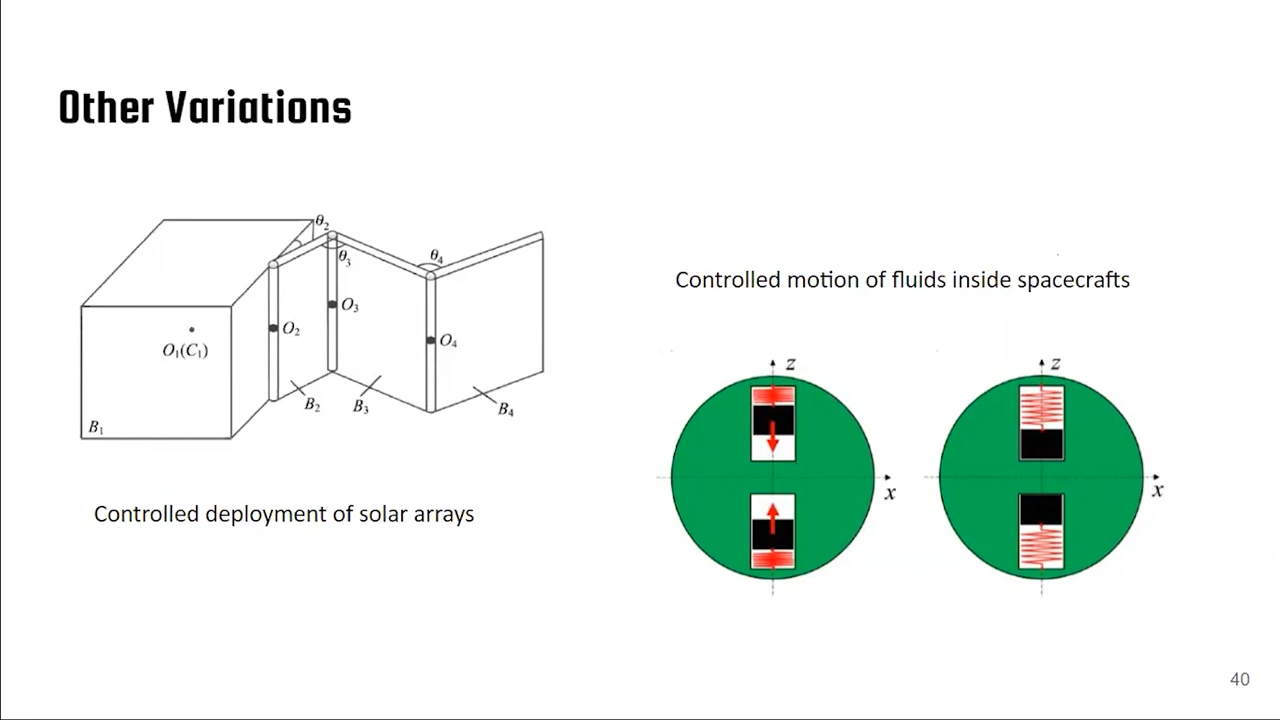 Other Variations
θ2
θ3
θ4
O2
O3
O4
O1(C1)
B1
B2
B3
B4
Controlled deployment of solar arrays
Controlled motion of fluids inside spacecrafts
z
x
z
x
40